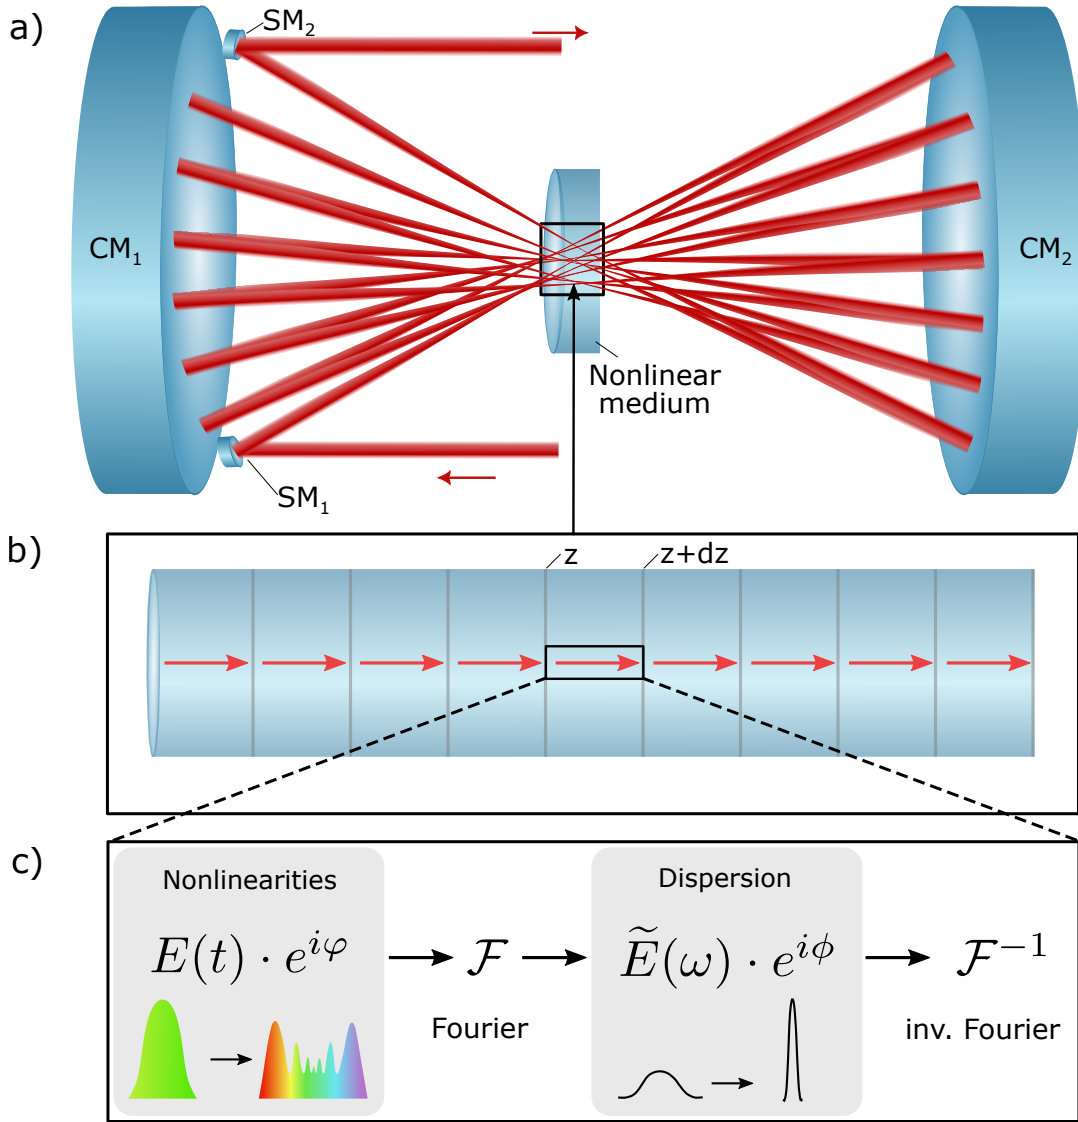 a)
SM₂
CM₁
CM₂
Nonlinear
medium
SM₁
b)
z
z+dz
c)
Nonlinearities
Dispersion
E(t) · e^{iφ}
ℱ
Ẽ(ω) · e^{iϕ}
ℱ⁻¹
Fourier
inv. Fourier